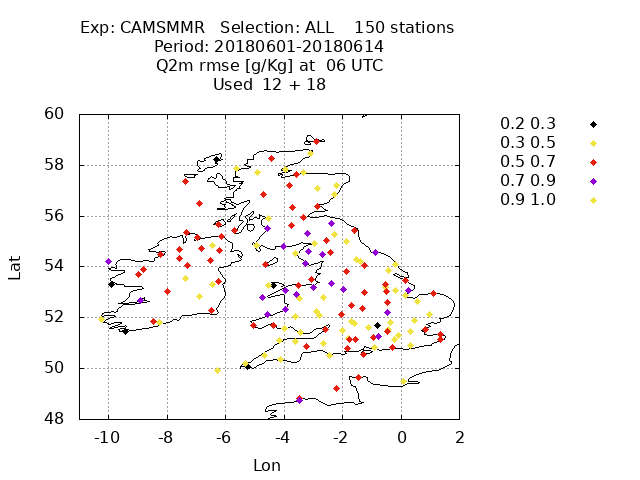 Exp: CAMSMMR Selection: ALL 150 stations
Period: 20180601-20180614
Q2m rmse [g/Kg] at 06 UTC
Used 12 + 18
60
58
56
54
52
50
48
Lat
-10 -8 -6 -4 -2 0 2
Lon
0.2 0.3
0.3 0.5
0.5 0.7
0.7 0.9
0.9 1.0